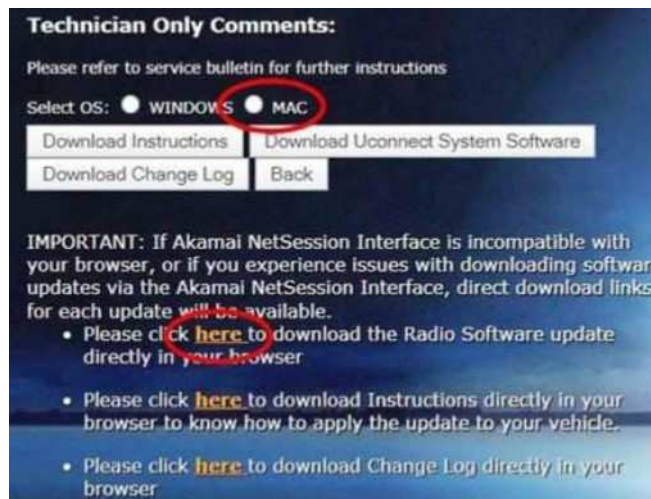 Technician Only Comments:
Please refer to service bulletin for further instructions
Select OS: WINDOWS MAC
Download Instructions Download Uconnect System Software
Download Change Log Back
IMPORTANT: If Akamai NetSession Interface is incompatible with
your browser, or if you experience issues with downloading softwar
updates via the Akamai NetSession Interface, direct download links
for each update will be available.
• Please click here to download the Radio Software update
directly in your browser
• Please click here to download Instructions directly in your
browser to know how to apply the update to your vehicle.
• Please click here to download Change Log directly in your
browser